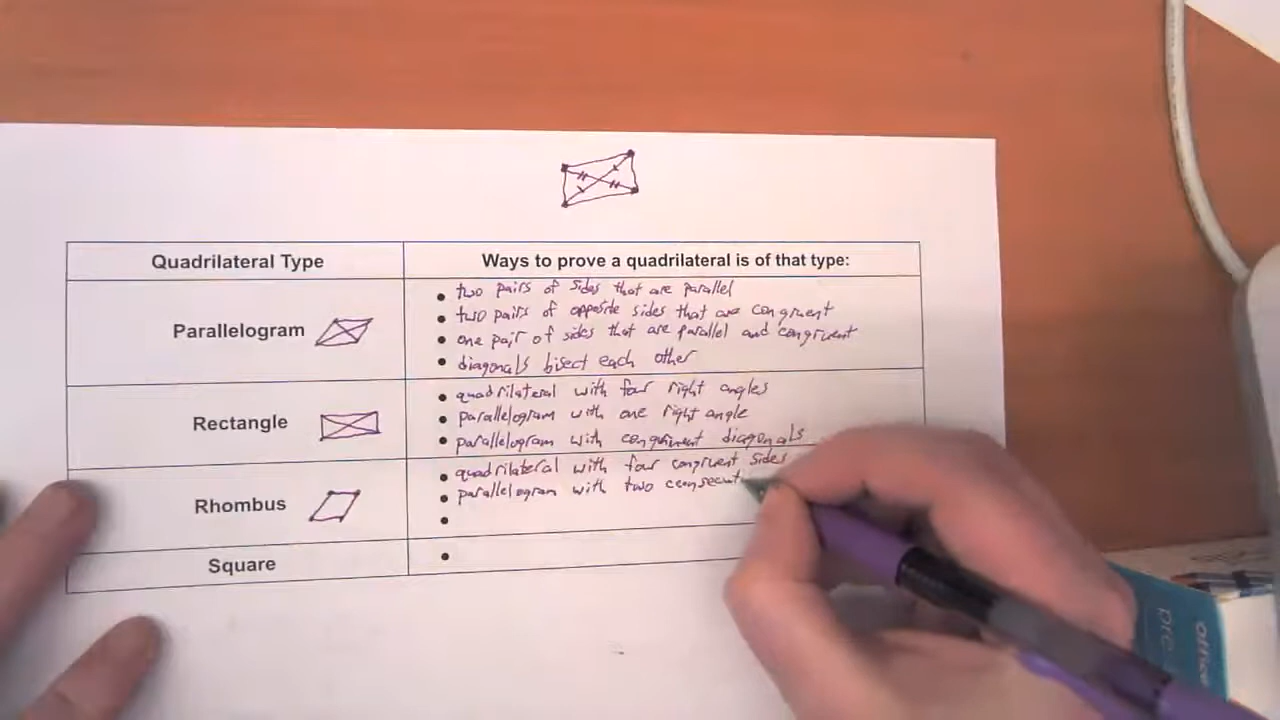 Quadrilateral Type
Ways to prove a quadrilateral is of that type:
Parallelogram
• two pairs of sides that are parallel
• two pairs of opposite sides that are congruent
• one pair of sides that are parallel and congruent
• diagonals bisect each other
Rectangle
• quadrilateral with four right angles
• parallelogram with one right angle
• parallelogram with congruent diagonals
Rhombus
• quadrilateral with four congruent sides
• parallelogram with two consecuti
•
Square
•
office